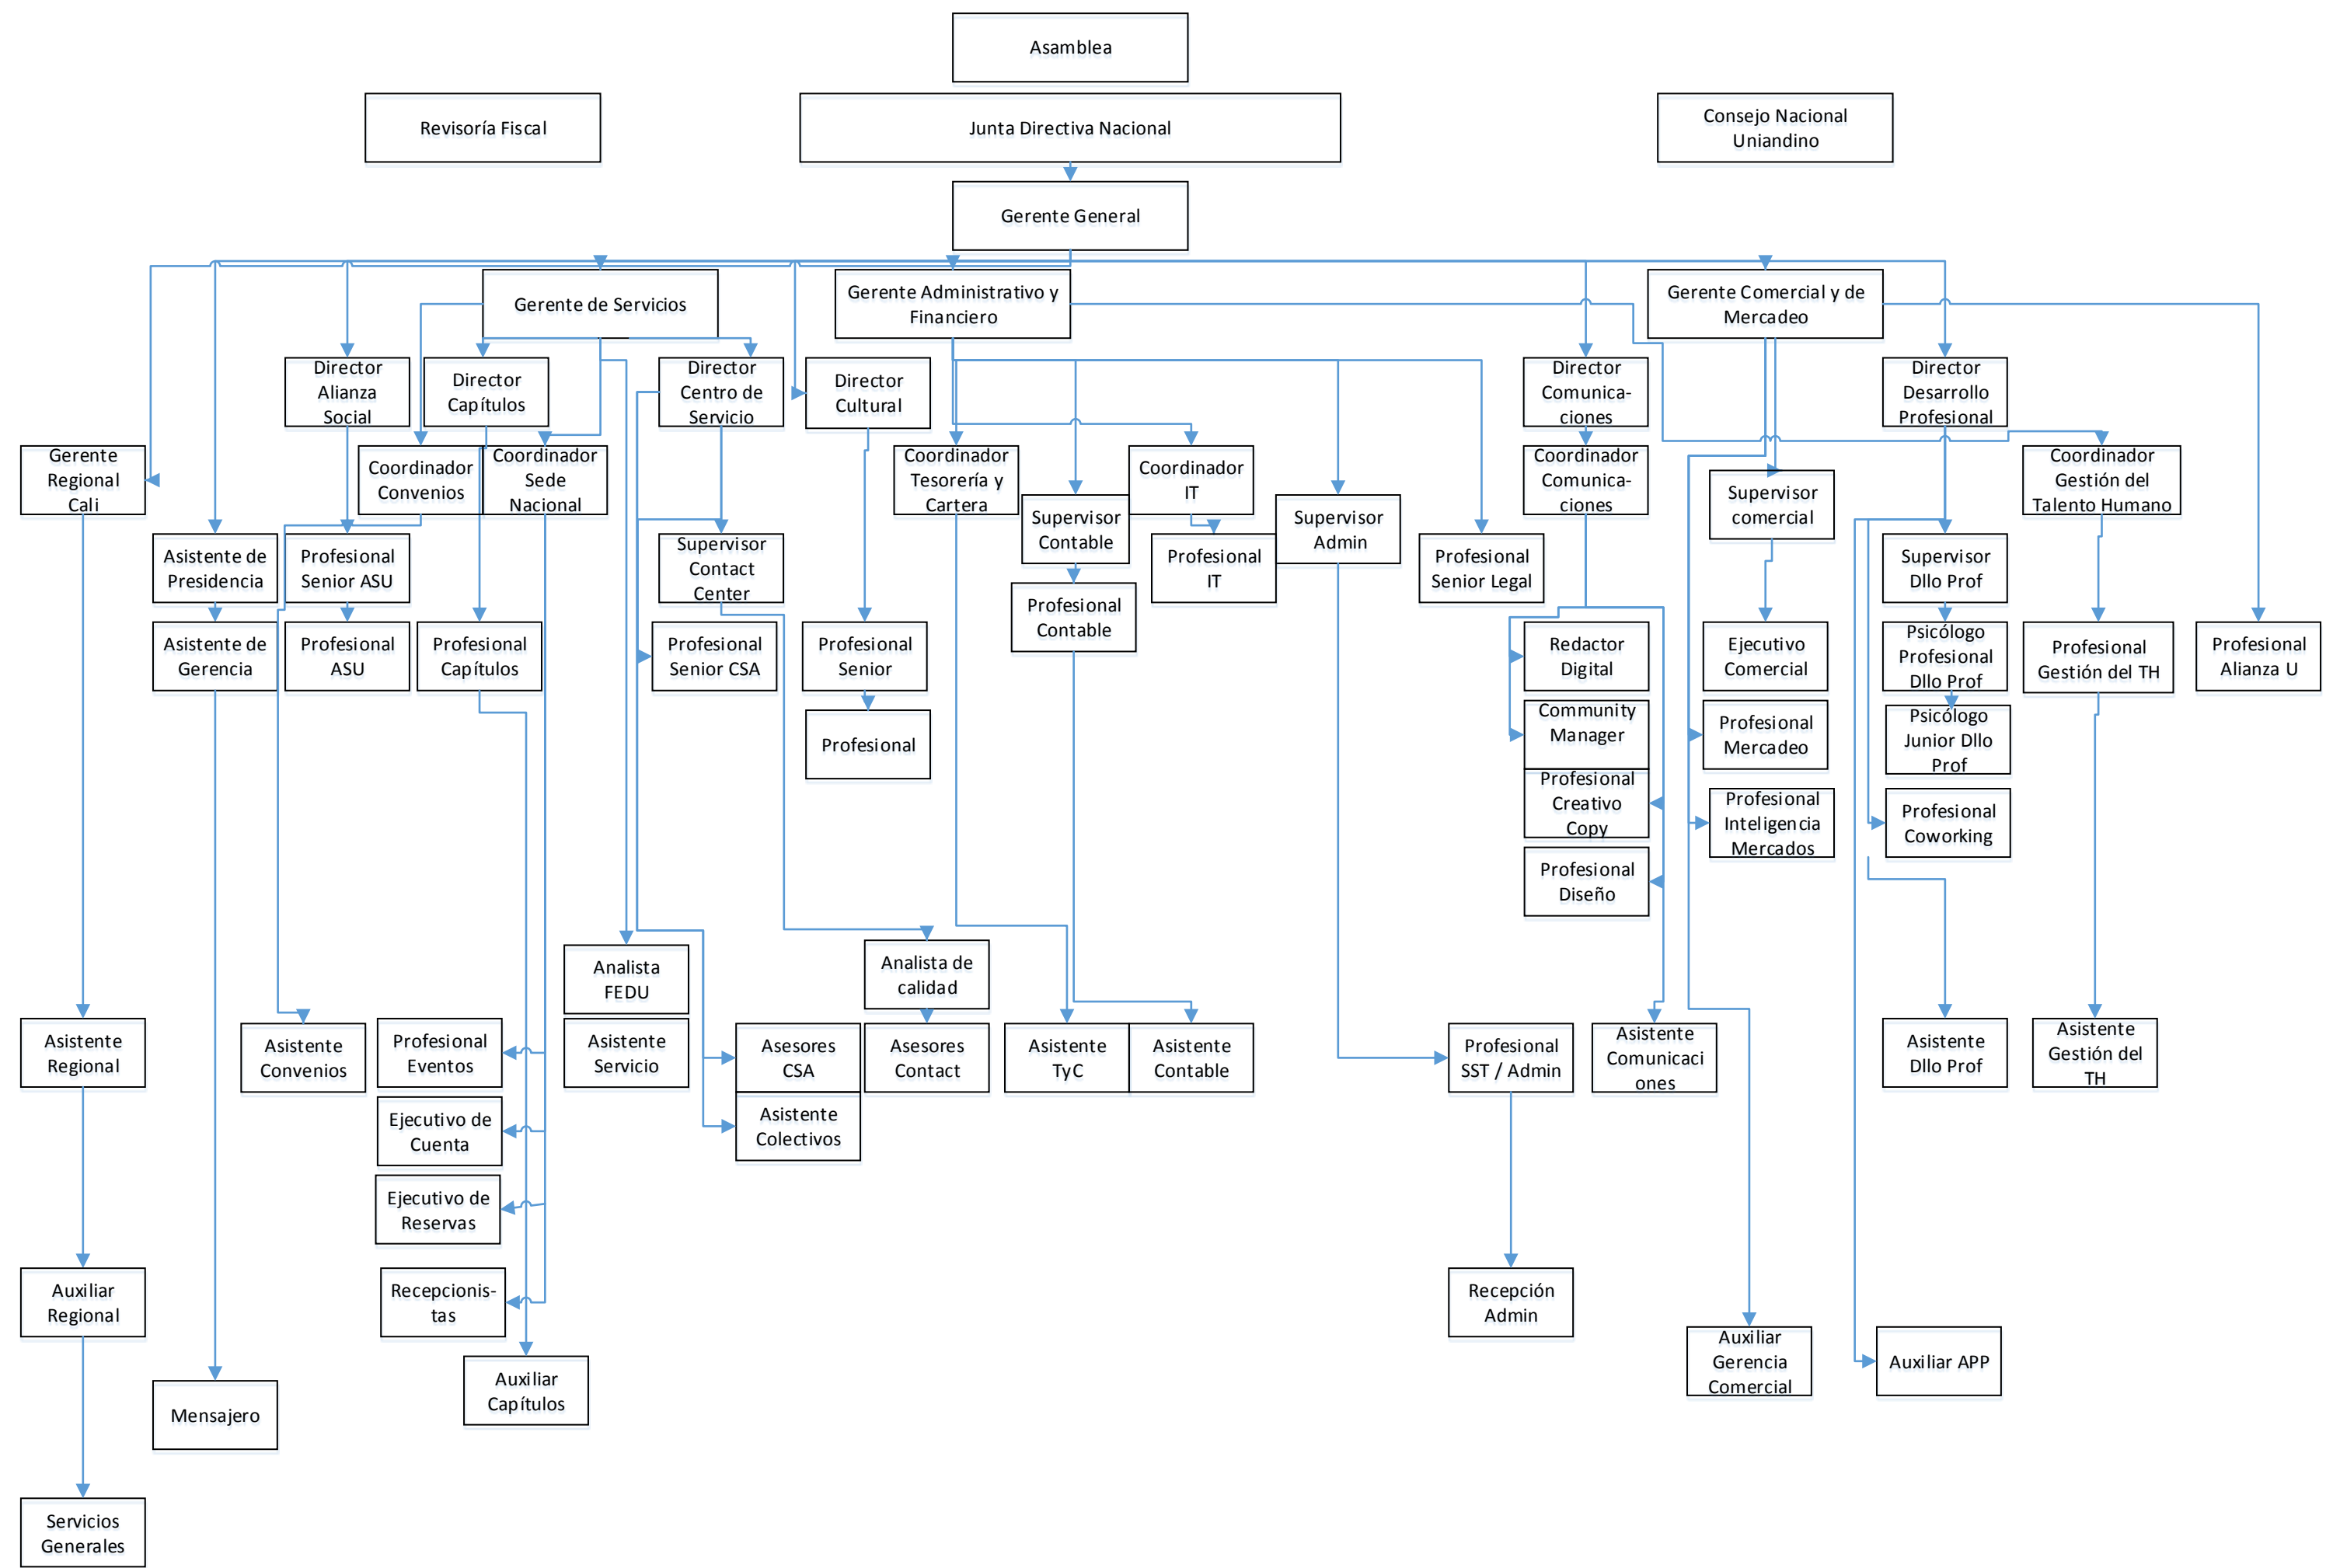 Asamblea
Revisoría Fiscal
Junta Directiva Nacional
Consejo Nacional
Uniandino
Gerente General
Gerente de Servicios
Gerente Administrativo y
Financiero
Gerente Comercial y de
Mercadeo
Director
Alianza
Social
Director
Capítulos
Director
Centro de
Servicio
Director
Cultural
Director
Comunica-
ciones
Director
Desarrollo
Profesional
Gerente
Regional
Cali
Coordinador
Convenios
Coordinador
Sede
Nacional
Coordinador
Tesorería y
Cartera
Coordinador
IT
Coordinador
Comunica-
ciones
Supervisor
comercial
Coordinador
Gestión del
Talento Humano
Supervisor
Contable
Supervisor
Admin
Asistente de
Presidencia
Profesional
Senior ASU
Supervisor
Contact
Center
Profesional
IT
Profesional
Senior Legal
Supervisor
Dllo Prof
Profesional
Contable
Asistente de
Gerencia
Profesional
ASU
Profesional
Capítulos
Profesional
Senior CSA
Profesional
Senior
Redactor
Digital
Ejecutivo
Comercial
Psicólogo
Profesional
Dllo Prof
Profesional
Gestión del TH
Profesional
Alianza U
Profesional
Community
Manager
Profesional
Mercadeo
Psicólogo
Junior Dllo
Prof
Profesional
Creativo
Copy
Profesional
Inteligencia
Mercados
Profesional
Coworking
Profesional
Diseño
Analista
FEDU
Analista de
calidad
Asistente
Regional
Asistente
Convenios
Profesional
Eventos
Asistente
Servicio
Asesores
CSA
Asesores
Contact
Asistente
TyC
Asistente
Contable
Profesional
SST / Admin
Asistente
Comunicaci
ones
Asistente
Dllo Prof
Asistente
Gestión del
TH
Ejecutivo de
Cuenta
Asistente
Colectivos
Ejecutivo de
Reservas
Auxiliar
Regional
Recepcionis-
tas
Recepción
Admin
Auxiliar
Gerencia
Comercial
Auxiliar APP
Auxiliar
Capítulos
Mensajero
Servicios
Generales